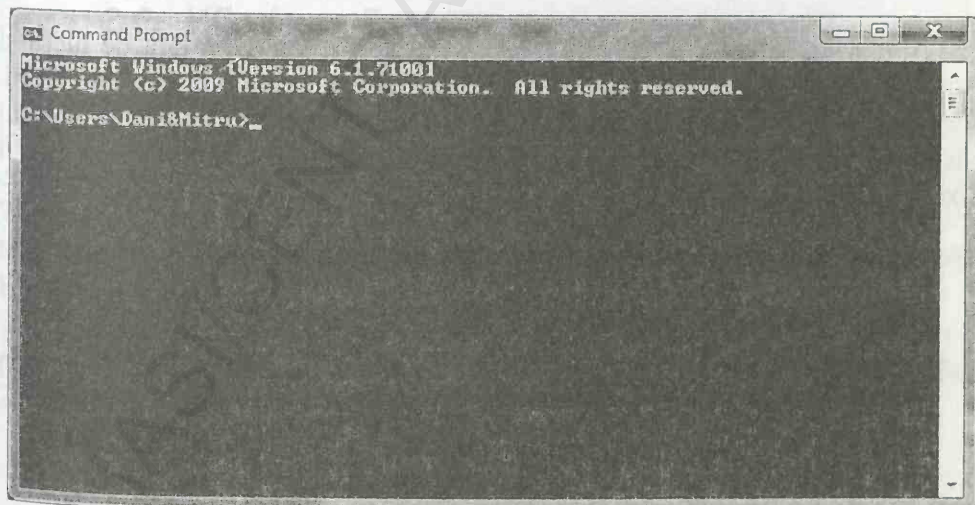 Command Prompt
Microsoft Windows [Version 6.1.7100]
Copyright (c) 2009 Microsoft Corporation. All rights reserved.
C:\Users\Dani&Mitru>_